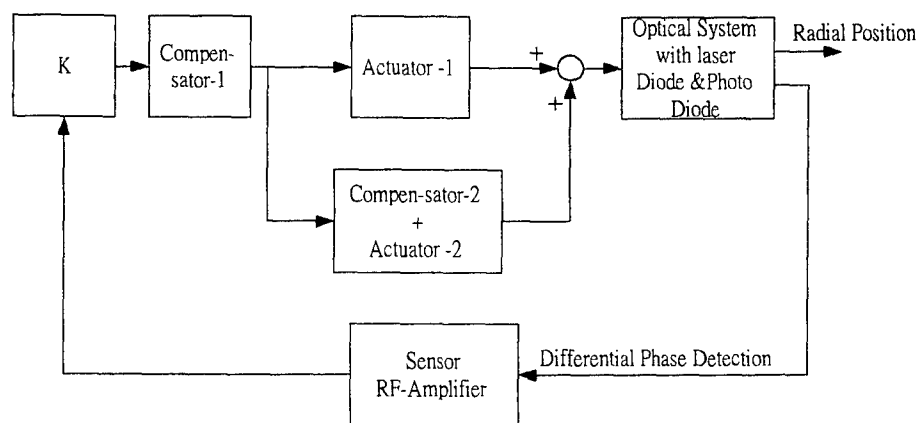 K
Compen-
sator-1
Actuator -1
+
+
Optical System
with laser
Diode &Photo
Diode
Radial Position
Compen-sator-2
+
Actuator -2
Sensor
RF-Amplifier
Differential Phase Detection